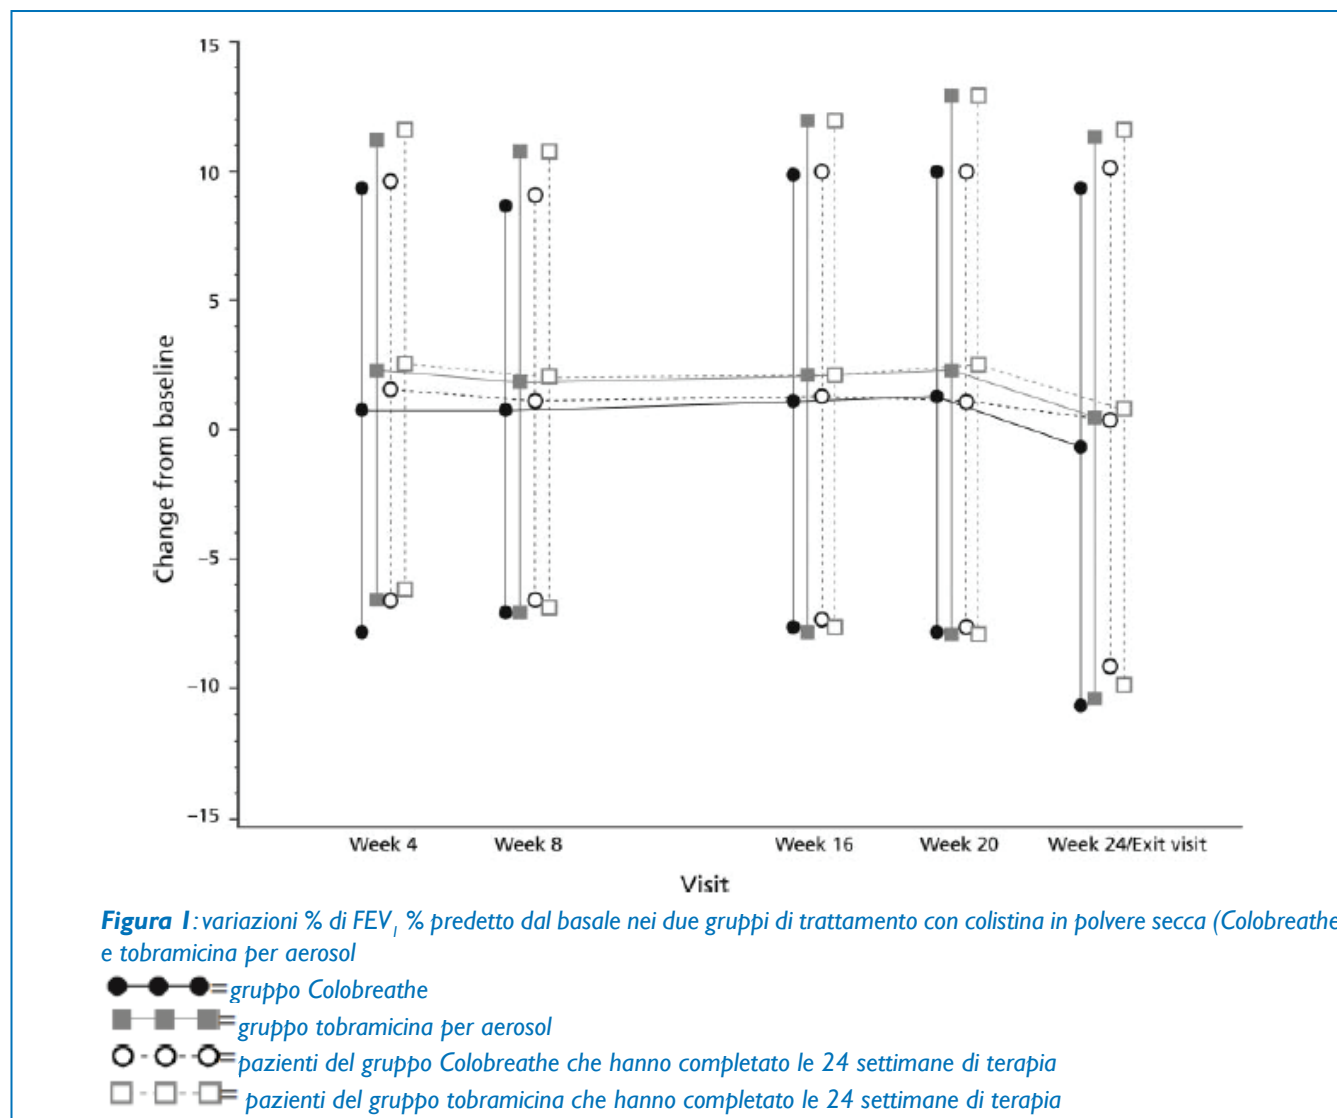 15
10
5
0
−5
−10
−15
Change from baseline
Week 4 Week 8 Week 16 Week 20 Week 24/Exit visit
Visit
Figura 1: variazioni % di FEV1 % predetto dal basale nei due gruppi di trattamento con colistina in polvere secca (Colobreathe
e tobramicina per aerosol
= gruppo Colobreathe
= gruppo tobramicina per aerosol
= pazienti del gruppo Colobreathe che hanno completato le 24 settimane di terapia
= pazienti del gruppo tobramicina che hanno completato le 24 settimane di terapia